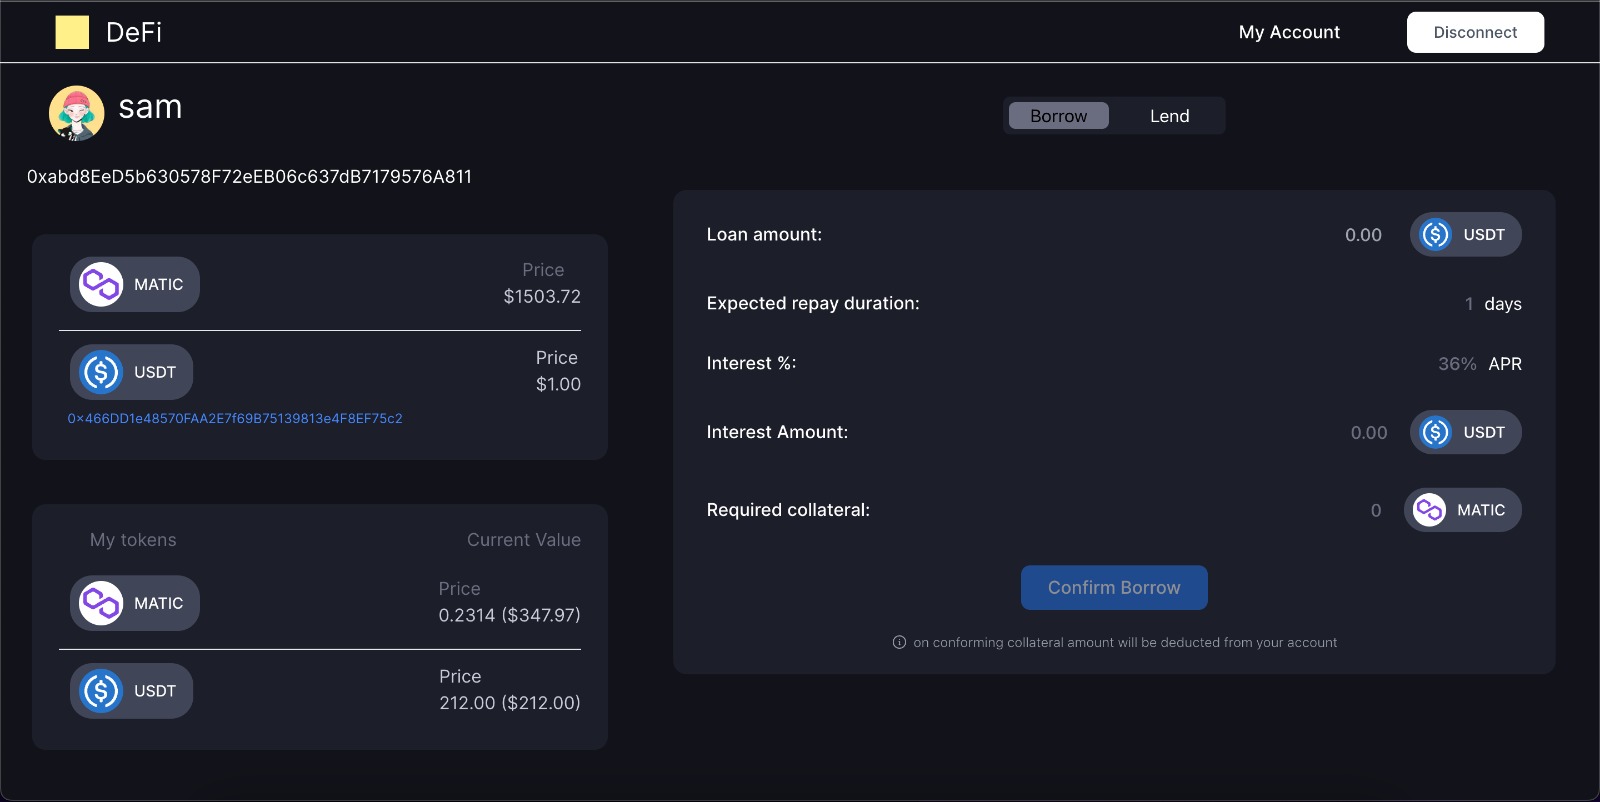 DeFi
My Account
Disconnect
sam
0xabd8EeD5b630578F72eEB06c637dB7179576A811
Borrow
Lend
MATIC
Price
$1503.72
USDT
Price
$1.00
0x466DD1e48570FAA2E7f69B75139813e4F8EF75c2
My tokens
Current Value
MATIC
Price
0.2314 ($347.97)
USDT
Price
212.00 ($212.00)
Loan amount:
0.00
USDT
Expected repay duration:
1 days
Interest %:
36% APR
Interest Amount:
0.00
USDT
Required collateral:
0
MATIC
Confirm Borrow
on conforming collateral amount will be deducted from your account